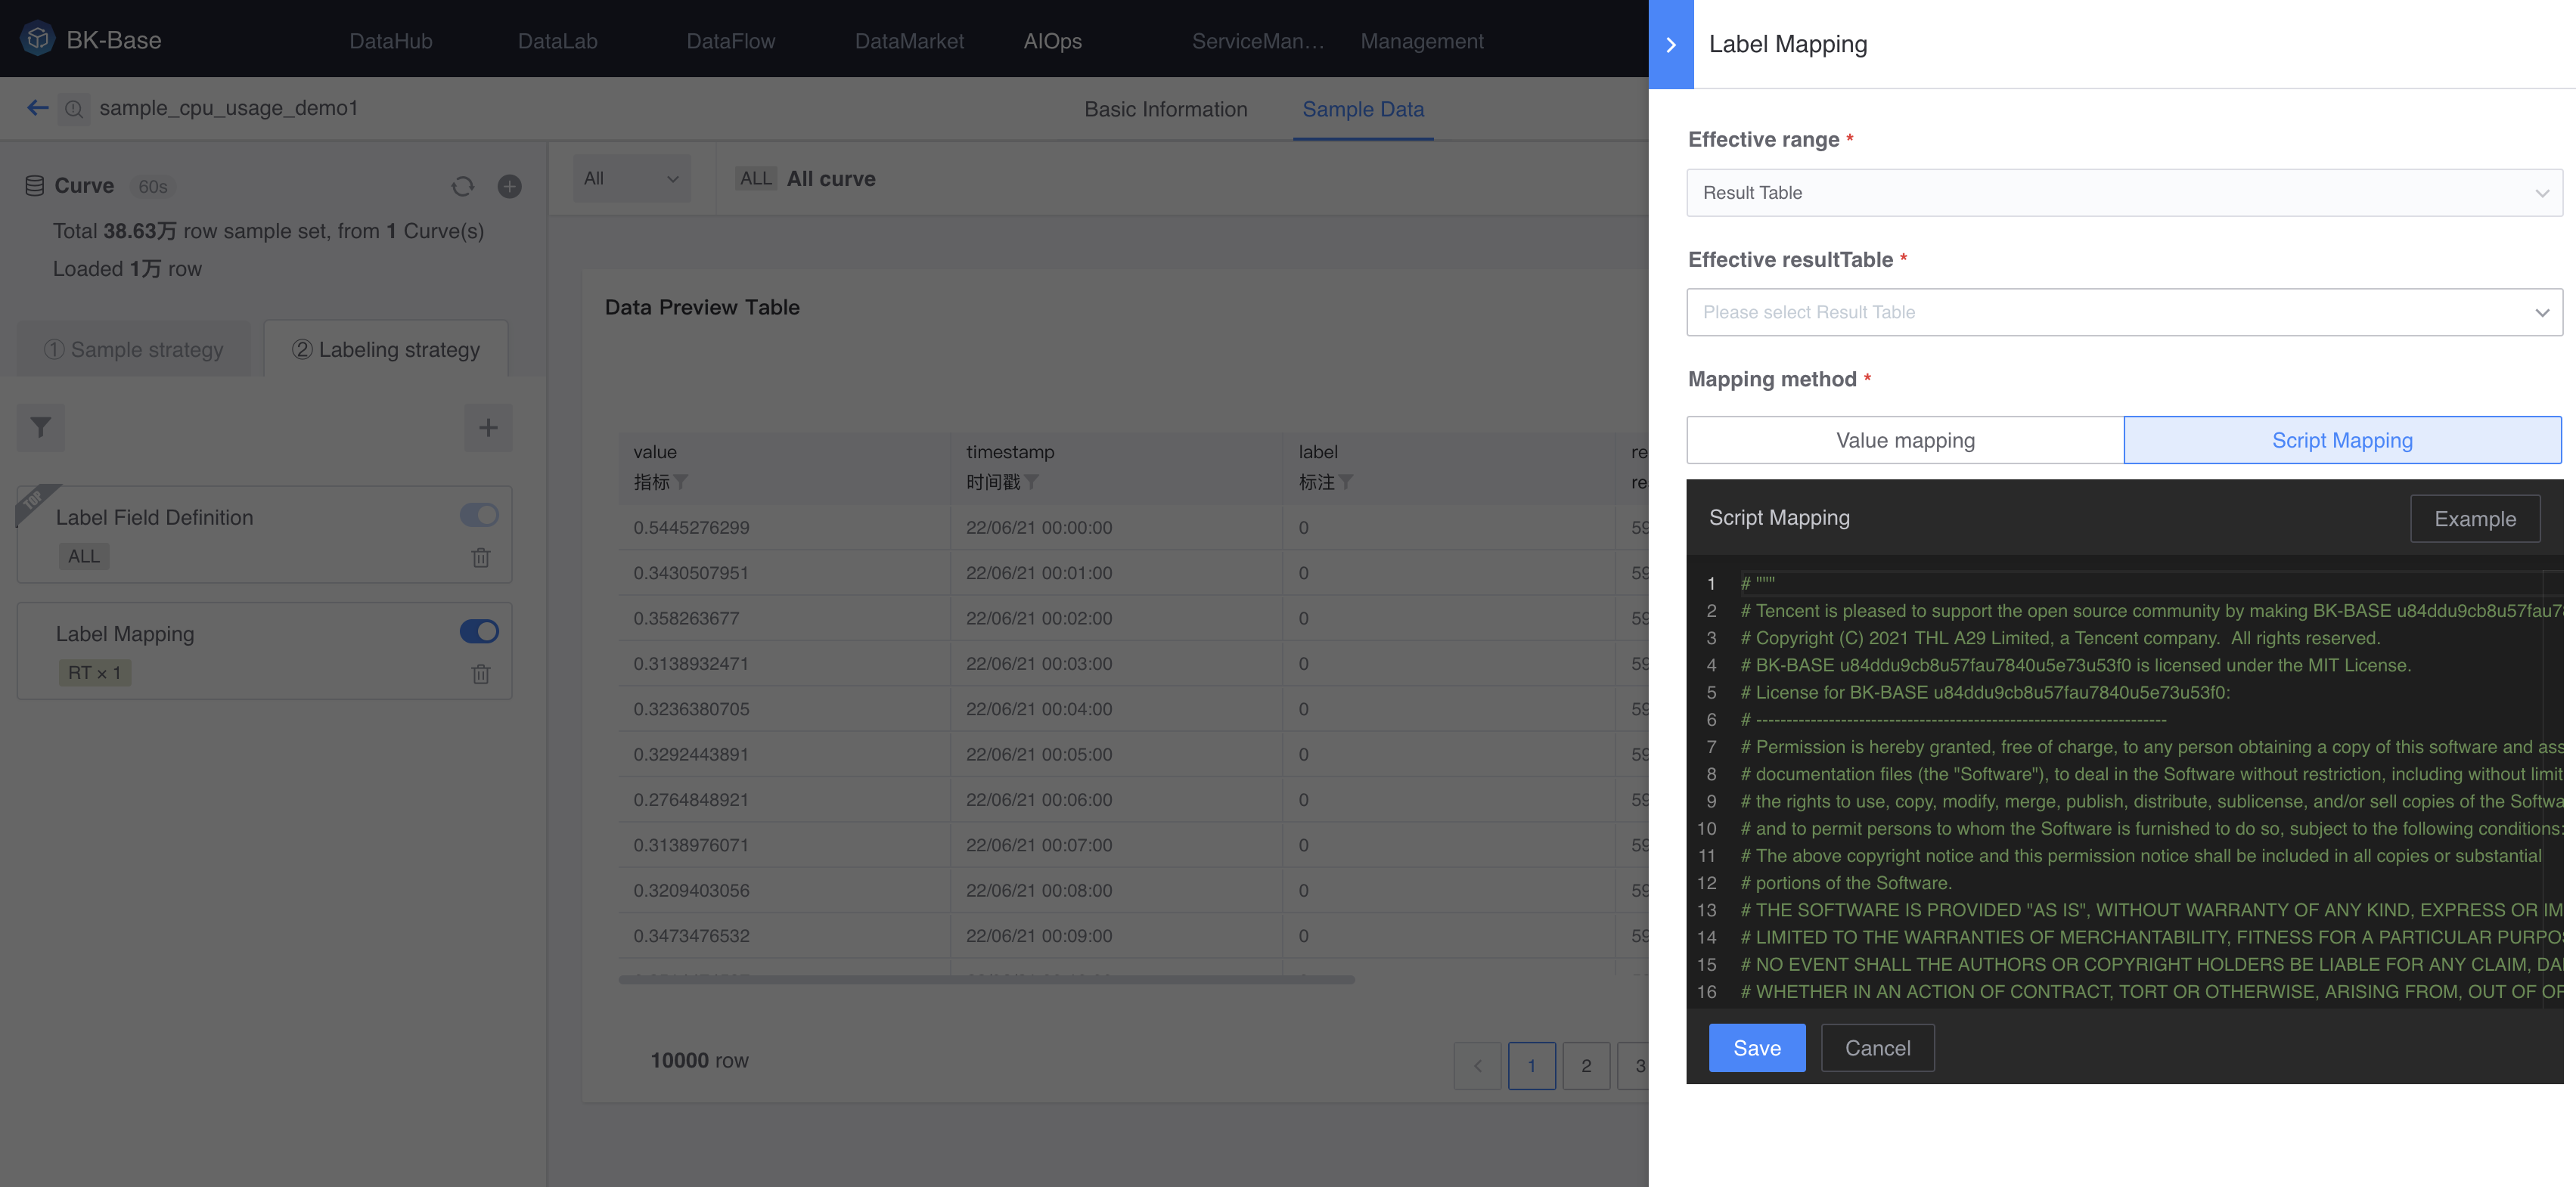 BK-Base
DataHub
DataLab
DataFlow
DataMarket
AIOps
ServiceMan...
Management
sample_cpu_usage_demo1
Basic Information
Sample Data
Curve 60s
Total 38.63万 row sample set, from 1 Curve(s)
Loaded 1万 row
① Sample strategy
② Labeling strategy
TOP
Label Field Definition
ALL
Label Mapping
RT × 1
All
ALL All curve
Data Preview Table
value timestamp label re
指标 时间戳 标注 re
0.5445276299 22/06/21 00:00:00 0 59
0.3430507951 22/06/21 00:01:00 0 59
0.358263677 22/06/21 00:02:00 0 59
0.3138932471 22/06/21 00:03:00 0 59
0.3236380705 22/06/21 00:04:00 0 59
0.3292443891 22/06/21 00:05:00 0 59
0.2764848921 22/06/21 00:06:00 0 59
0.3138976071 22/06/21 00:07:00 0 59
0.3209403056 22/06/21 00:08:00 0 59
0.3473476532 22/06/21 00:09:00 0 59
10000 row
1 2 3
Label Mapping
Effective range *
Result Table
Effective resultTable *
Please select Result Table
Mapping method *
Value mapping
Script Mapping
Script Mapping
Example
1 # """
2 # Tencent is pleased to support the open source community by making BK-BASE u84ddu9cb8u57fau7
3 # Copyright (C) 2021 THL A29 Limited, a Tencent company.  All rights reserved.
4 # BK-BASE u84ddu9cb8u57fau7840u5e73u53f0 is licensed under the MIT License.
5 # License for BK-BASE u84ddu9cb8u57fau7840u5e73u53f0:
6 # --------------------------------------------------------------------
7 # Permission is hereby granted, free of charge, to any person obtaining a copy of this software and ass
8 # documentation files (the "Software"), to deal in the Software without restriction, including without limit
9 # the rights to use, copy, modify, merge, publish, distribute, sublicense, and/or sell copies of the Softwa
10 # and to permit persons to whom the Software is furnished to do so, subject to the following conditions:
11 # The above copyright notice and this permission notice shall be included in all copies or substantial
12 # portions of the Software.
13 # THE SOFTWARE IS PROVIDED "AS IS", WITHOUT WARRANTY OF ANY KIND, EXPRESS OR IM
14 # LIMITED TO THE WARRANTIES OF MERCHANTABILITY, FITNESS FOR A PARTICULAR PURPOS
15 # NO EVENT SHALL THE AUTHORS OR COPYRIGHT HOLDERS BE LIABLE FOR ANY CLAIM, DA
16 # WHETHER IN AN ACTION OF CONTRACT, TORT OR OTHERWISE, ARISING FROM, OUT OF OR
Save
Cancel